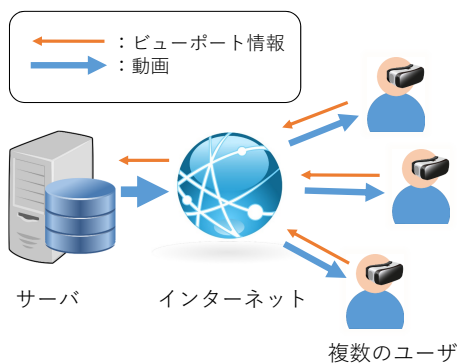 ：ビューポート情報
：動画
サーバ
インターネット
複数のユーザ